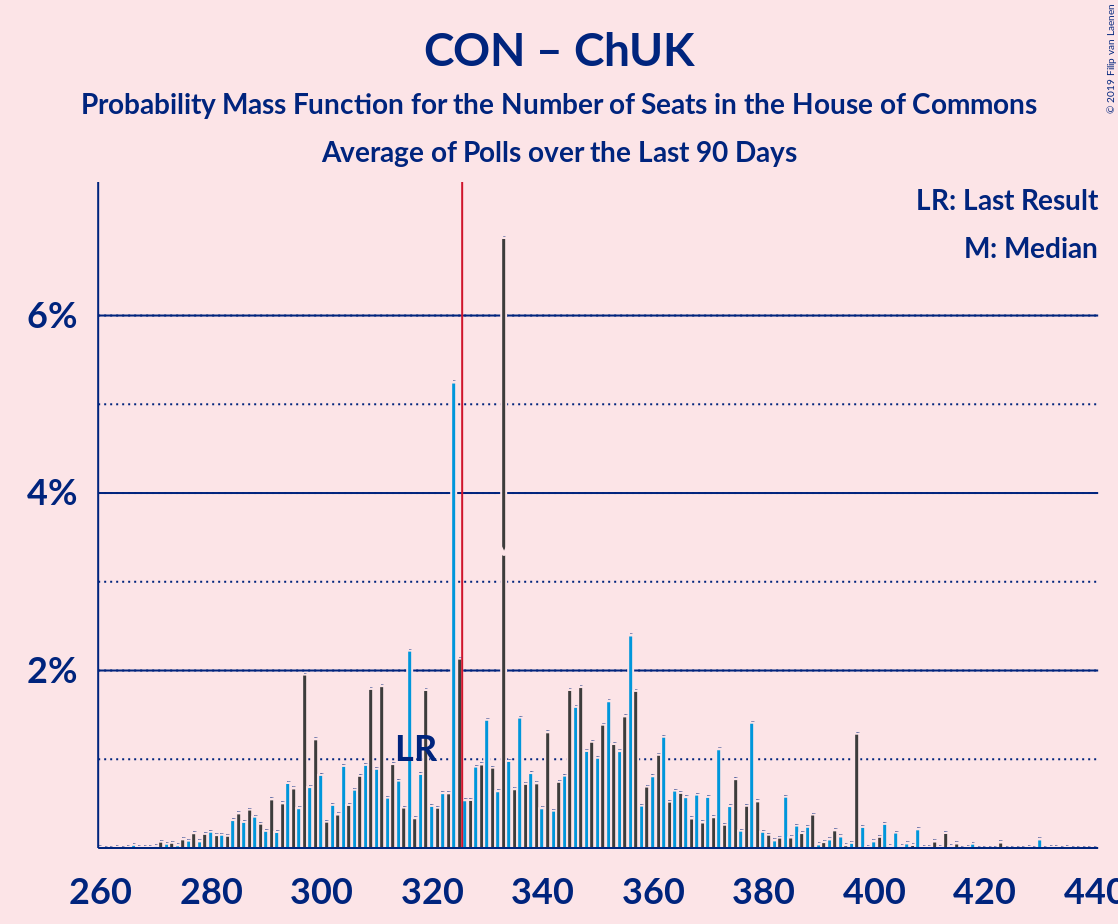 CON – ChUK
Probability Mass Function for the Number of Seats in the House of Commons
Average of Polls over the Last 90 Days
© 2019 Filip van Laenen
LR: Last Result
M: Median
6%
4%
2%
LR
260 280 300 320 340 360 380 400 420 440